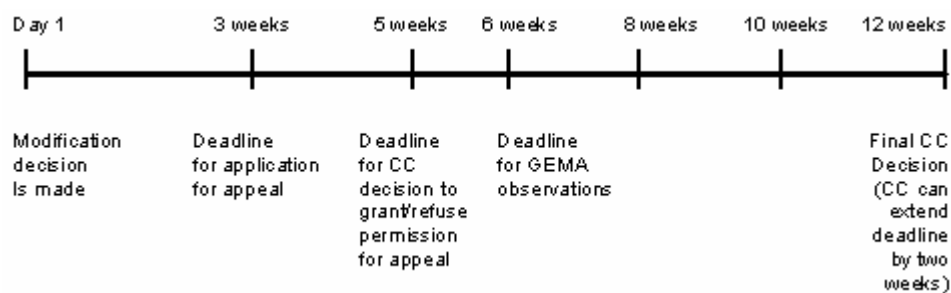 Day 1
3 weeks
5 weeks
6 weeks
8 weeks
10 weeks
12 weeks
Modification
decision
Is made
Deadline
for application
for appeal
Deadline
for CC
decision to
grant/refuse
permission
for appeal
Deadline
for GEMA
observations
Final CC
Decision
(CC can
extend
deadline
by two
weeks)